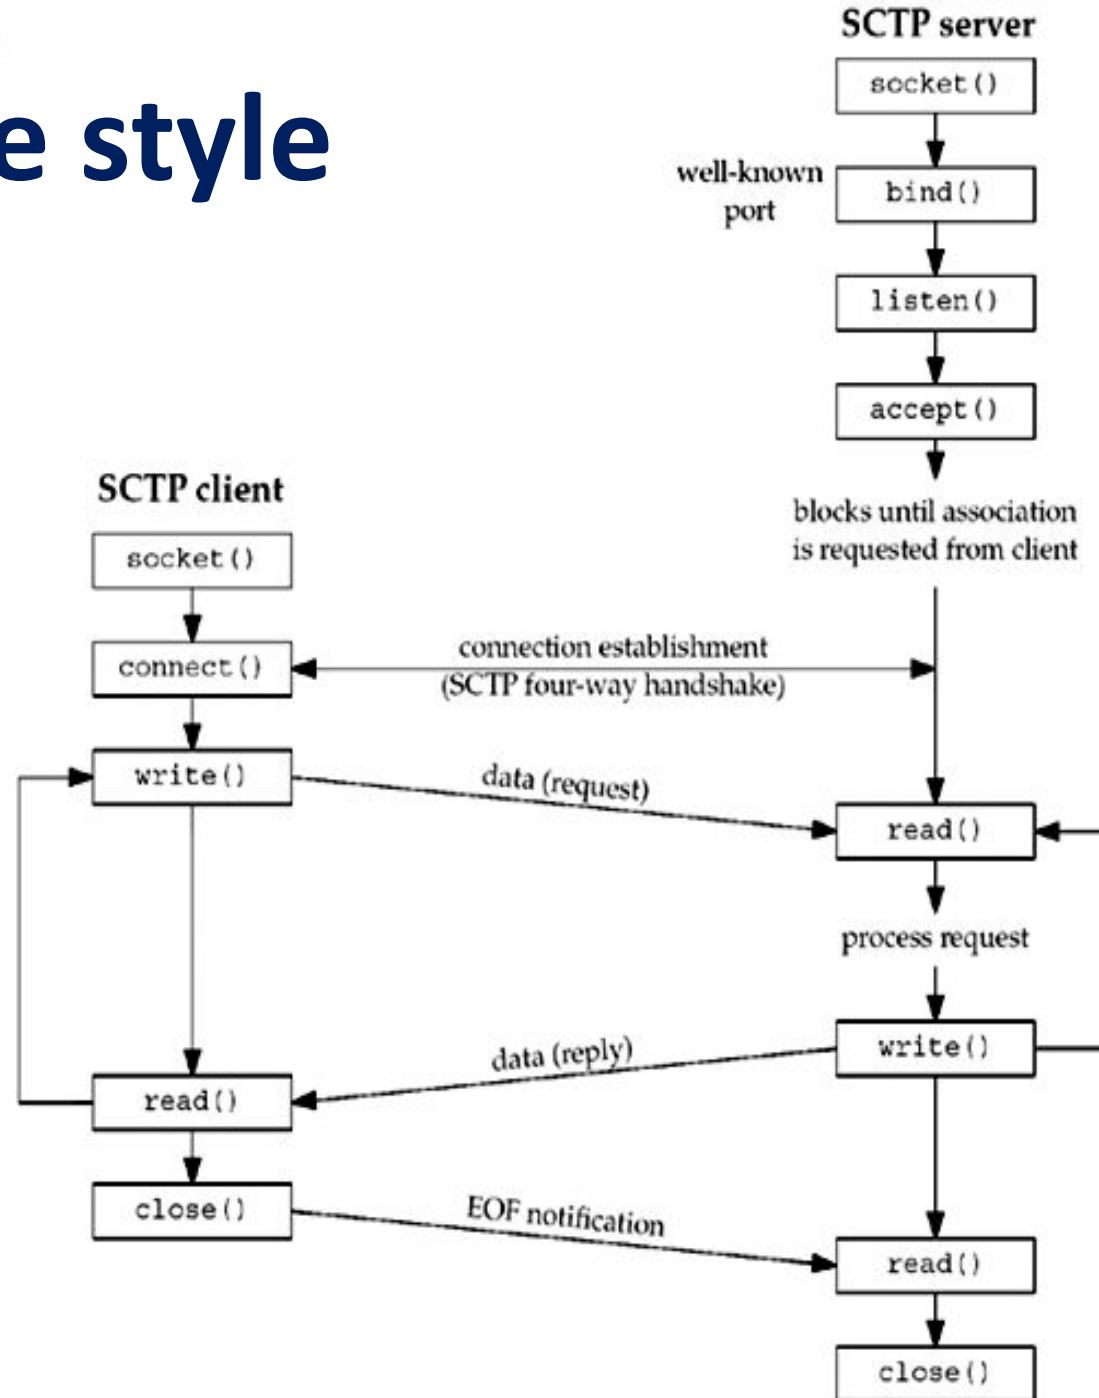 e style
SCTP server
socket()
well-known
port
bind()
listen()
accept()
blocks until association
is requested from client
SCTP client
socket()
connect()
connection establishment
(SCTP four-way handshake)
write()
data (request)
read()
process request
write()
data (reply)
read()
close()
EOF notification
read()
close()